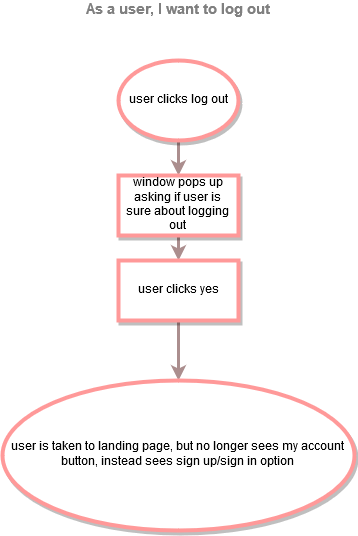 As a user, I want to log out
user clicks log out
window pops up
asking if user is
sure about logging
out
user clicks yes
user is taken to landing page, but no longer sees my account
button, instead sees sign up/sign in option